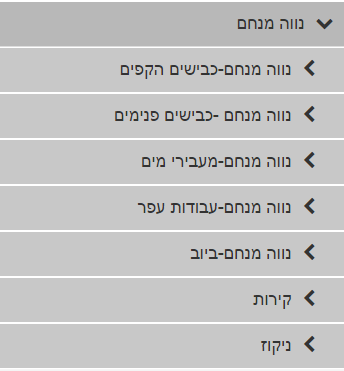 נווה מנחם
נווה מנחם-כבישים הקפים
נווה מנחם -כבישים פנימים
נווה מנחם-מעבירי מים
נווה מנחם-עבודות עפר
נווה מנחם-ביוב
קירות
ניקוז